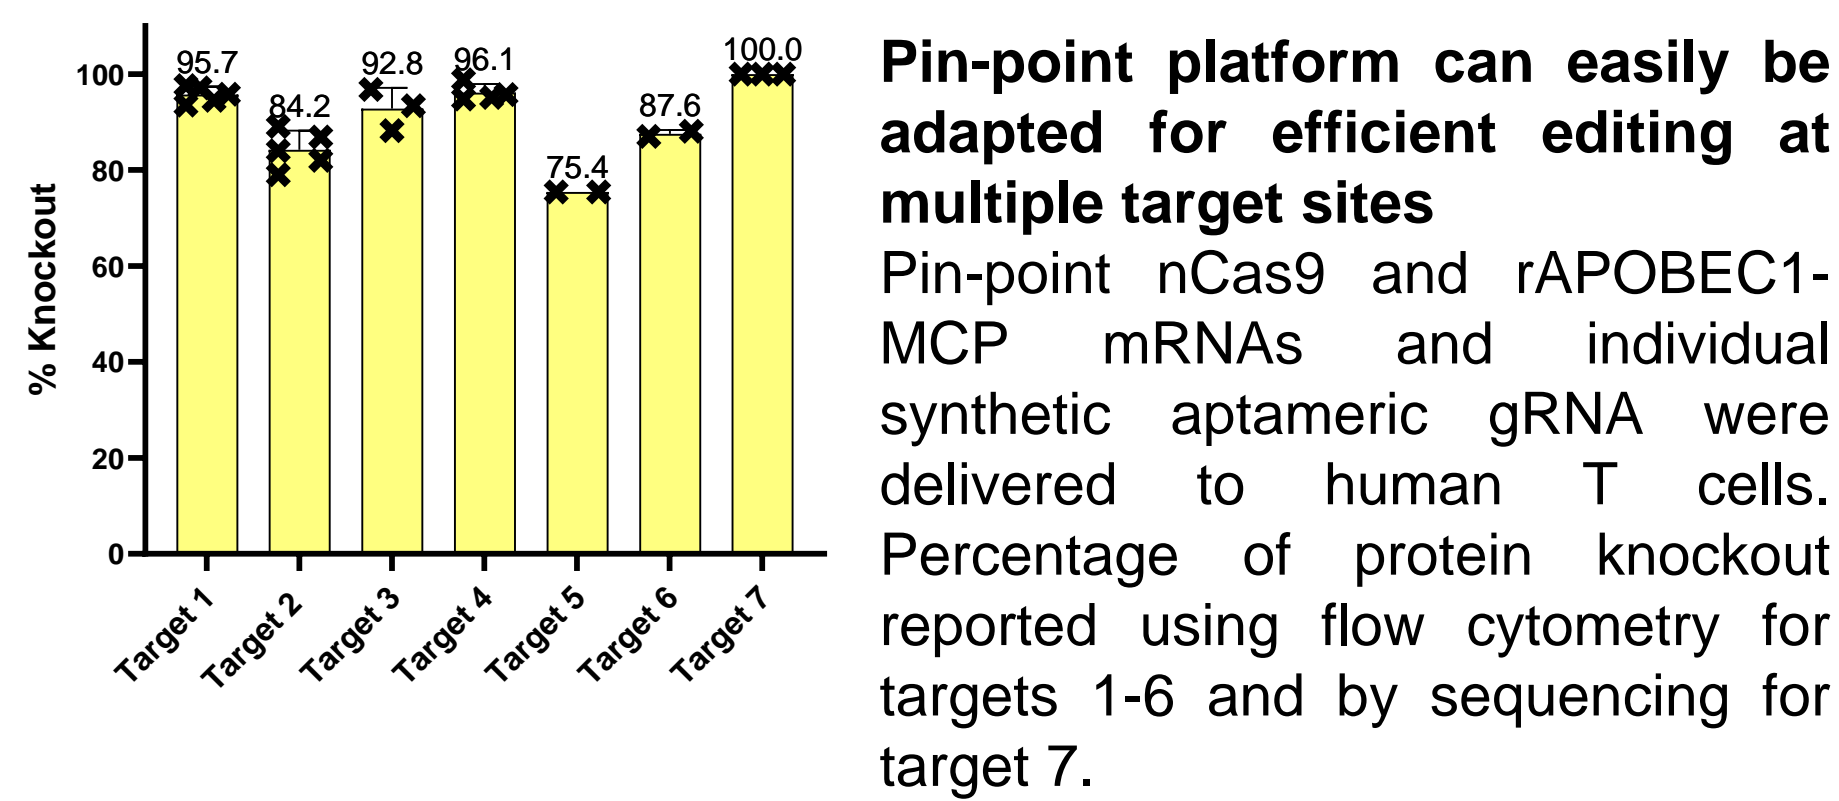 95.7
84.2
92.8
96.1
75.4
87.6
100.0
100
80
60
40
20
0
% Knockout
Target 1
Target 2
Target 3
Target 4
Target 5
Target 6
Target 7
Pin-point platform can easily be
adapted for efficient editing at
multiple target sites
Pin-point nCas9 and rAPOBEC1-
MCP mRNAs and individual
synthetic aptameric gRNA were
delivered to human T cells.
Percentage of protein knockout
reported using flow cytometry for
targets 1-6 and by sequencing for
target 7.